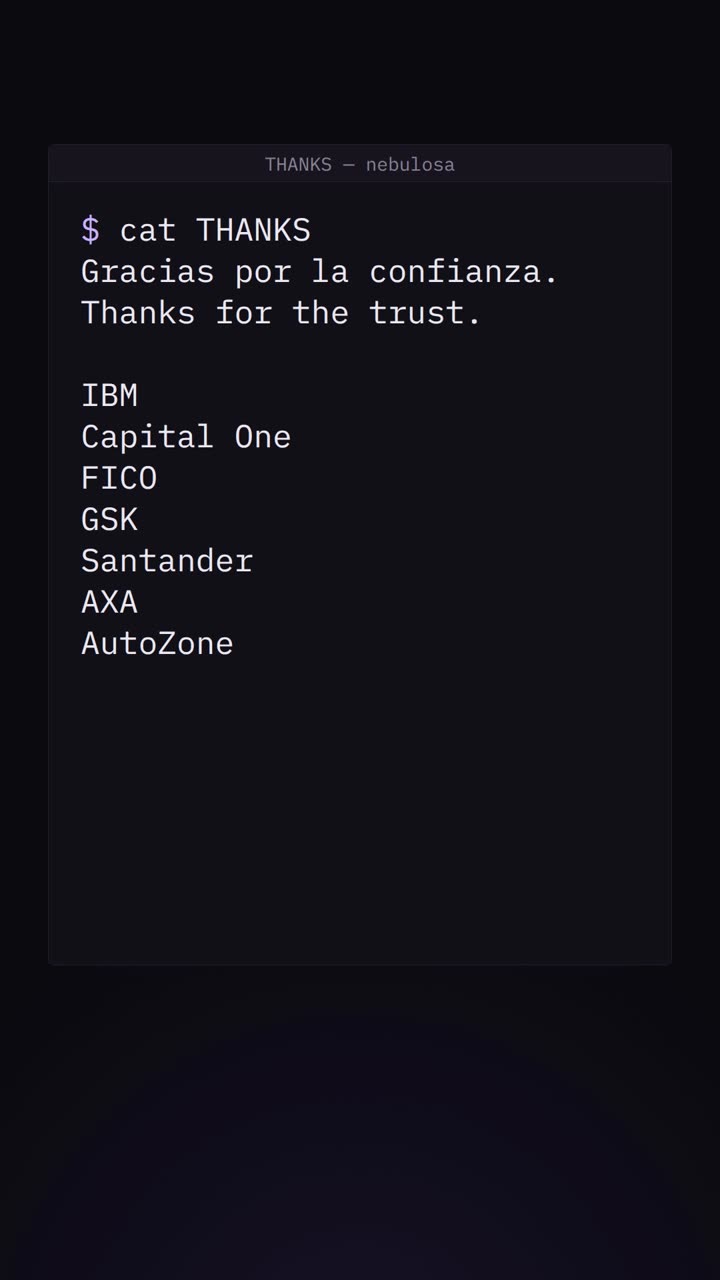 THANKS — nebulosa
$ cat THANKS
Gracias por la confianza.
Thanks for the trust.
IBM
Capital One
FICO
GSK
Santander
AXA
AutoZone